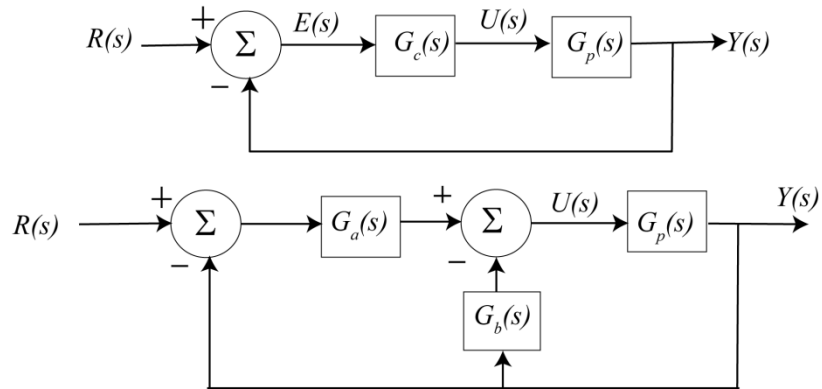 R(s) + Σ − E(s) G_c(s) U(s) G_p(s) Y(s)
R(s) + Σ − G_a(s) + Σ − U(s) G_p(s) Y(s)
G_b(s)